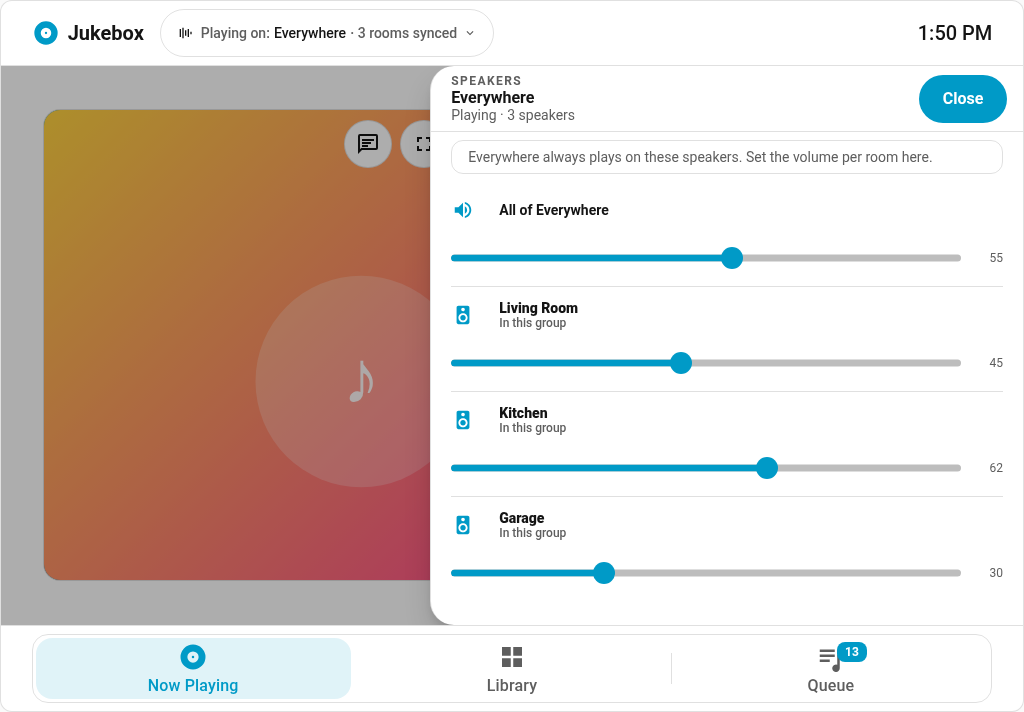 Jukebox
Playing on: Everywhere · 3 rooms synced
1:50 PM
SPEAKERS
Everywhere
Playing · 3 speakers
Close
Everywhere always plays on these speakers. Set the volume per room here.
All of Everywhere
55
Living Room
In this group
45
Kitchen
In this group
62
Garage
In this group
30
Now Playing
Library
13
Queue